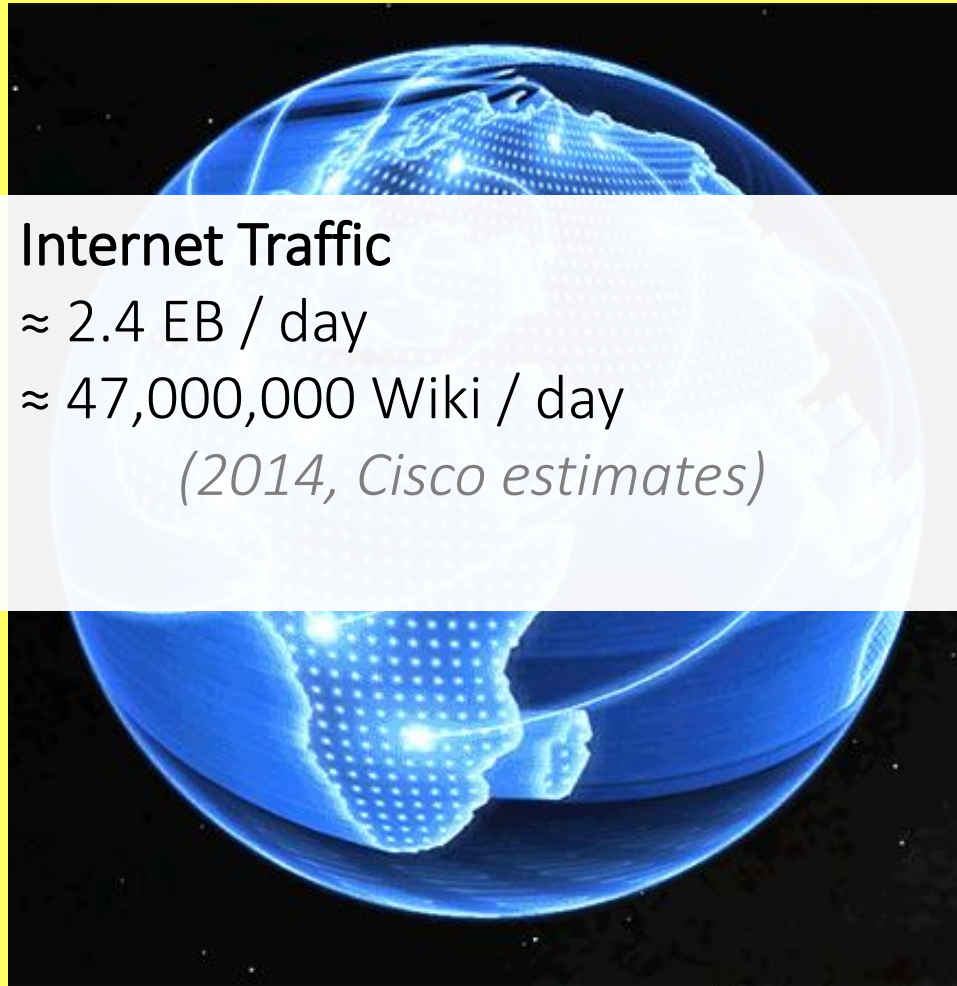 Internet Traffic
≈ 2.4 EB / day
≈ 47,000,000 Wiki / day
(2014, Cisco estimates)